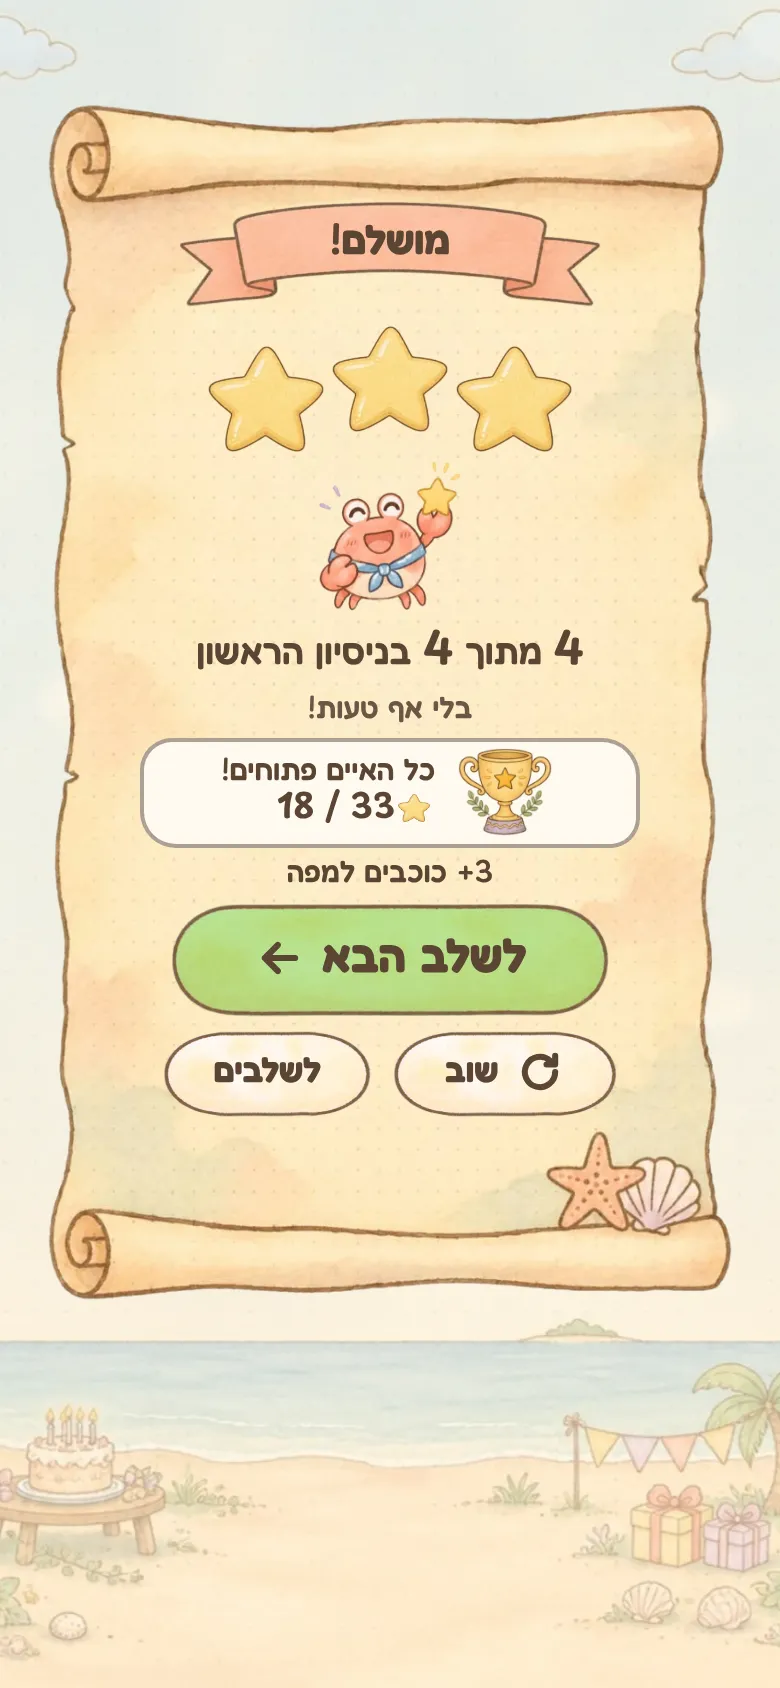 מושלם!
4 מתוך 4 בניסיון הראשון
בלי אף טעות!
כל האיים פתוחים!
18 / 33
+3 כוכבים למפה
לשלב הבא ←
שוב
לשלבים